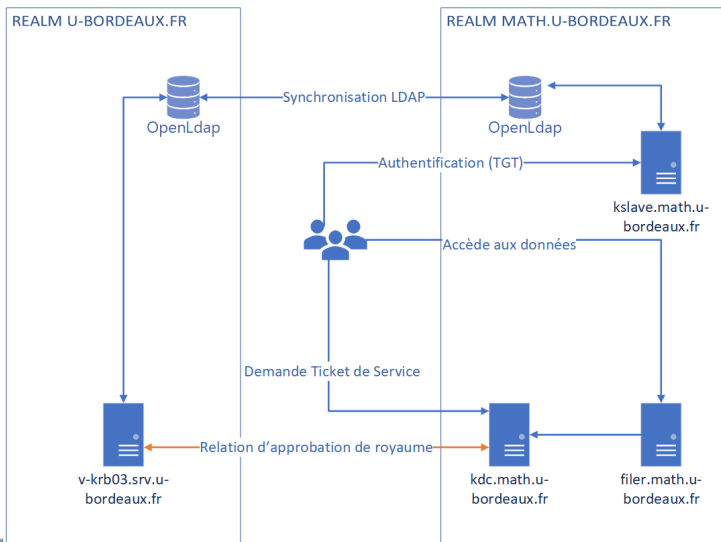 REALM U-BORDEAUX.FR
REALM MATH.U-BORDEAUX.FR
Synchronisation LDAP
OpenLdap
OpenLdap
Authentification (TGT)
kslave.math.u-
bordeaux.fr
Accède aux données
Demande Ticket de Service
Relation d’approbation de royaume
v-krb03.srv.u-
bordeaux.fr
kdc.math.u-
bordeaux.fr
filer.math.u-
bordeaux.fr